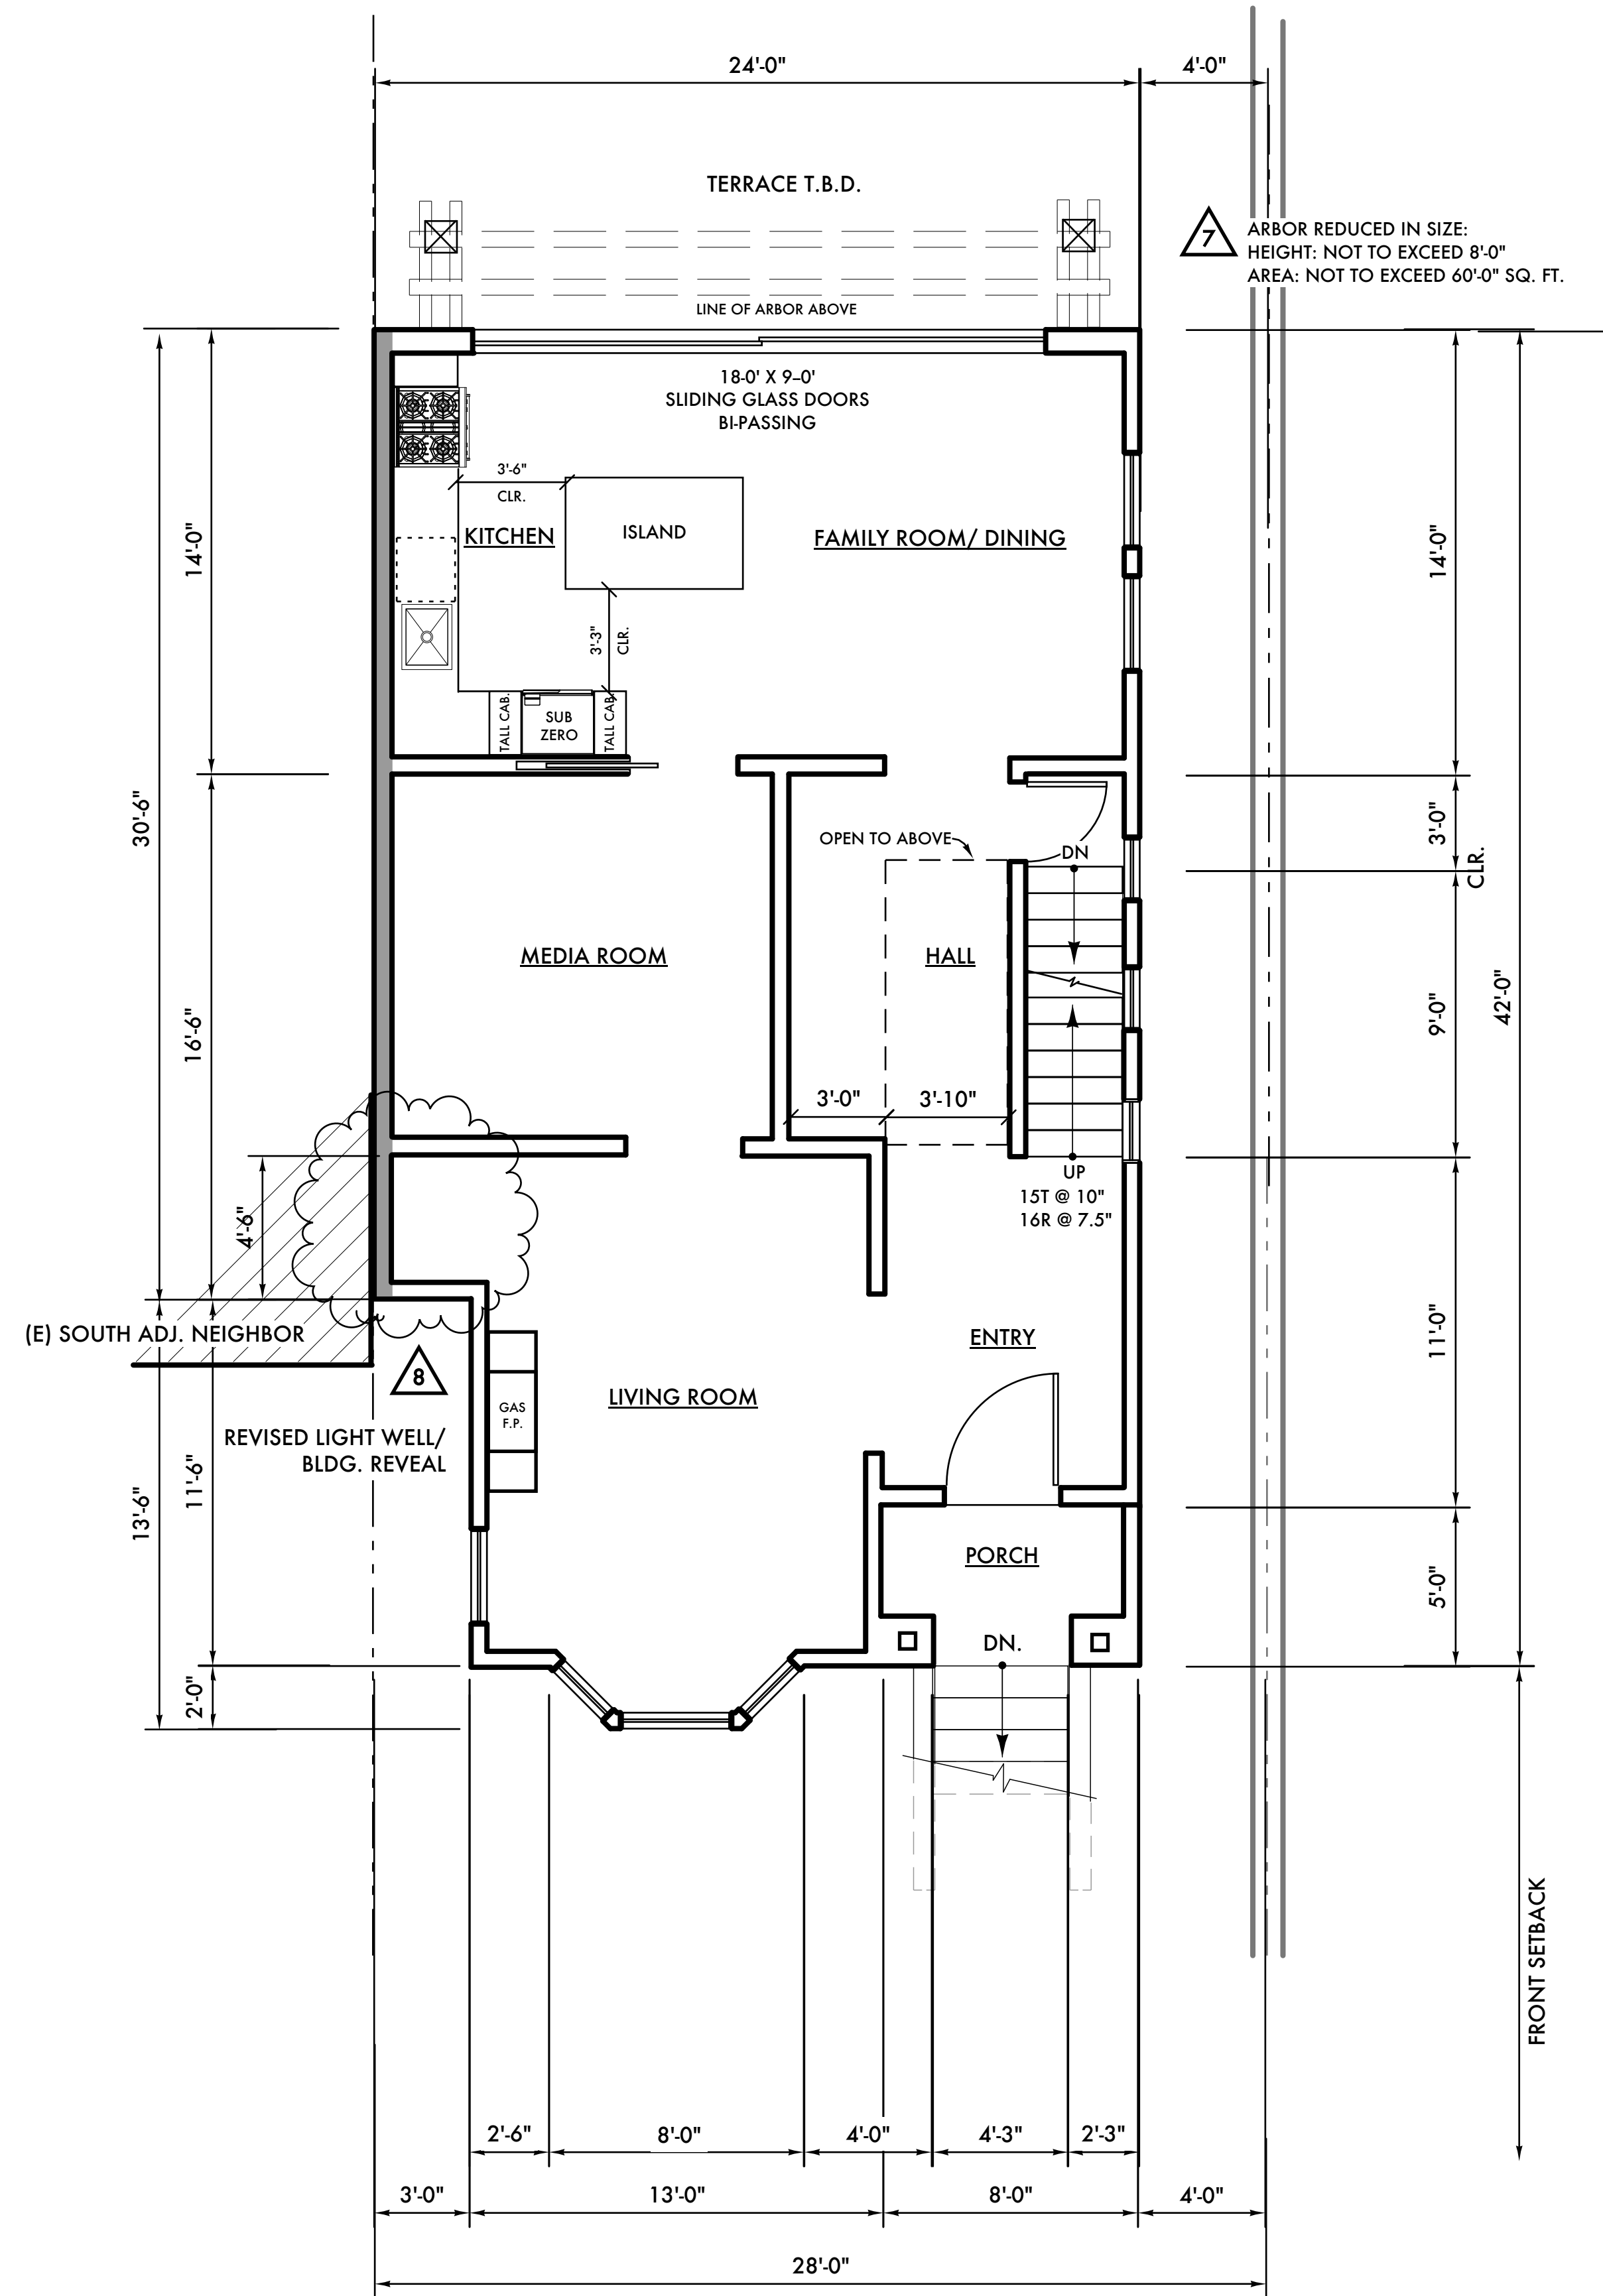 24'-0"
4'-0"
TERRACE T.B.D.
7
ARBOR REDUCED IN SIZE:
HEIGHT: NOT TO EXCEED 8'-0"
AREA: NOT TO EXCEED 60'-0" SQ. FT.
LINE OF ARBOR ABOVE
18-0' X 9–0'
SLIDING GLASS DOORS
BI-PASSING
3'-6"
CLR.
KITCHEN
ISLAND
FAMILY ROOM/ DINING
14'-0"
14'-0"
3'-3"
CLR.
TALL CAB.
SUB
ZERO
TALL CAB.
30'-6"
OPEN TO ABOVE
DN
3'-0"
CLR.
MEDIA ROOM
HALL
16'-6"
9'-0"
42'-0"
3'-0"
3'-10"
UP
15T @ 10"
16R @ 7.5"
4'-6"
(E) SOUTH ADJ. NEIGHBOR
ENTRY
11'-0"
8
LIVING ROOM
GAS
F.P.
REVISED LIGHT WELL/
BLDG. REVEAL
11'-6"
13'-6"
PORCH
5'-0"
DN.
2'-0"
FRONT SETBACK
2'-6"
8'-0"
4'-0"
4'-3"
2'-3"
3'-0"
13'-0"
8'-0"
4'-0"
28'-0"